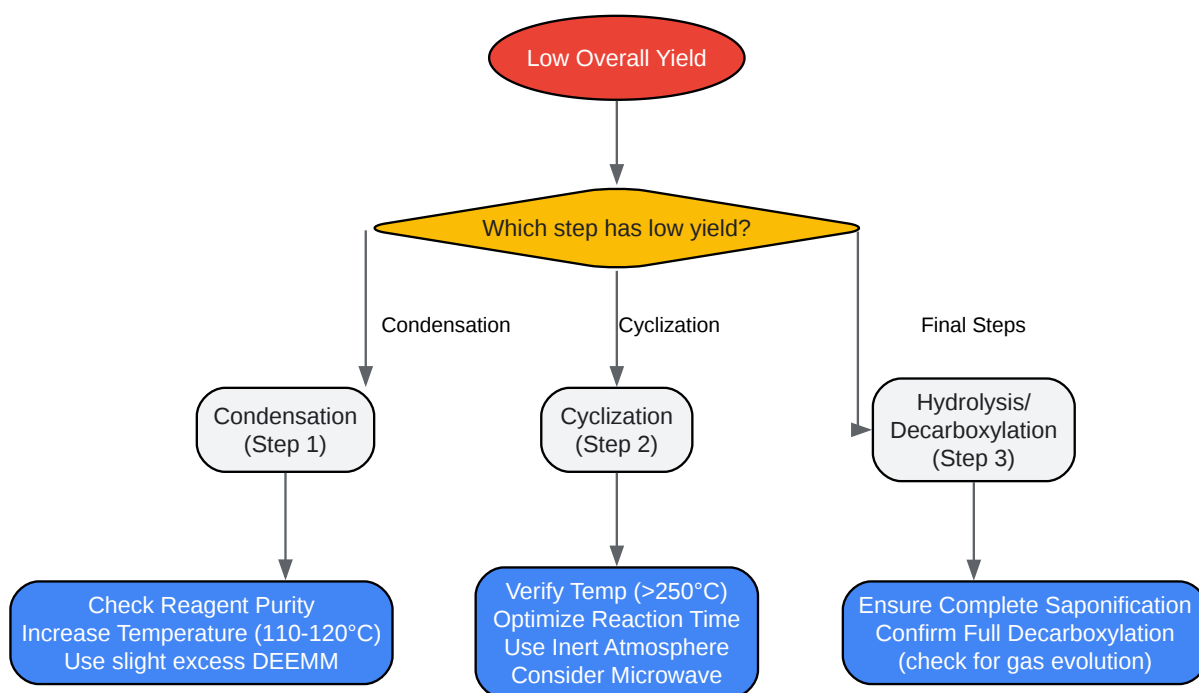 Low Overall Yield
Which step has low yield?
Condensation
Cyclization
Final Steps
Condensation
(Step 1)
Cyclization
(Step 2)
Hydrolysis/
Decarboxylation
(Step 3)
Check Reagent Purity
Increase Temperature (110-120°C)
Use slight excess DEEMM
Verify Temp (>250°C)
Optimize Reaction Time
Use Inert Atmosphere
Consider Microwave
Ensure Complete Saponification
Confirm Full Decarboxylation
(check for gas evolution)